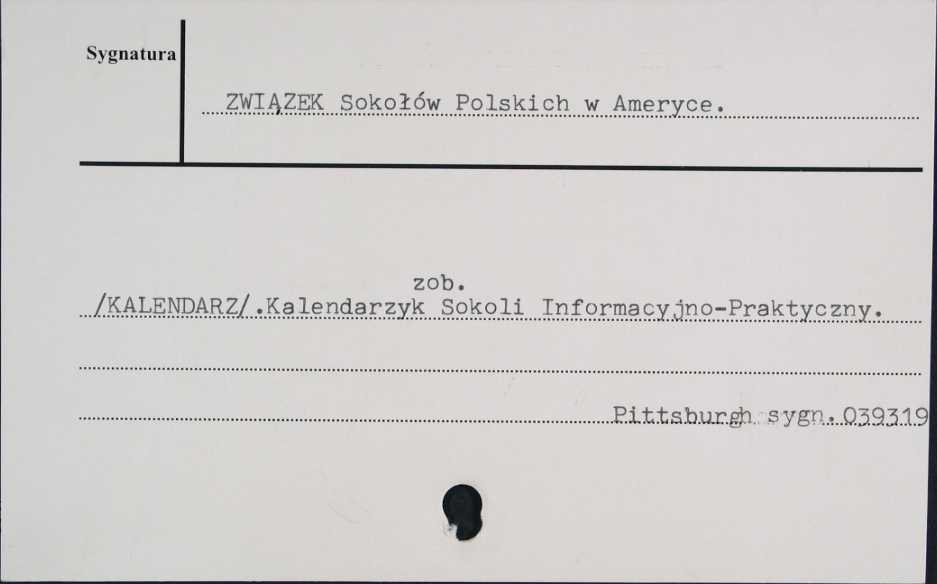 Sygnatura
ZWIĄZEK Sokołów Polskich w Ameryce.
zob.
/KALENDARZ/.Kalendarzyk Sokoli Informacyjno-Praktyczny.
Pittsburgh sygn.039319